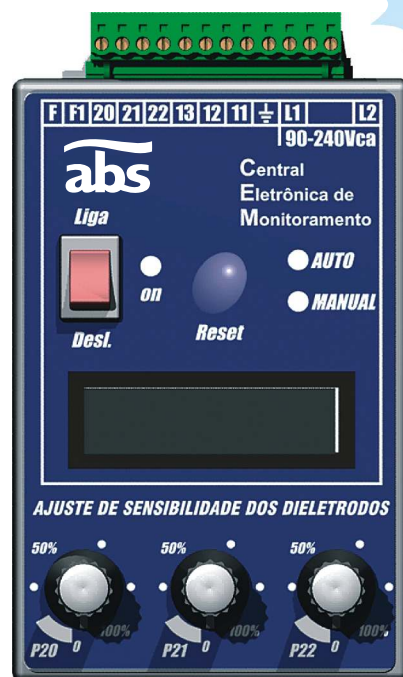 F F1 20 21 22 13 12 11 ⏚ L1 L2
90-240Vca
abs
Central
Eletrônica de
Monitoramento
Liga
on
Reset
AUTO
MANUAL
Desl.
AJUSTE DE SENSIBILIDADE DOS DIELETRODOS
50% 50% 50%
100% 100% 100%
P20 0 P21 0 P22 0